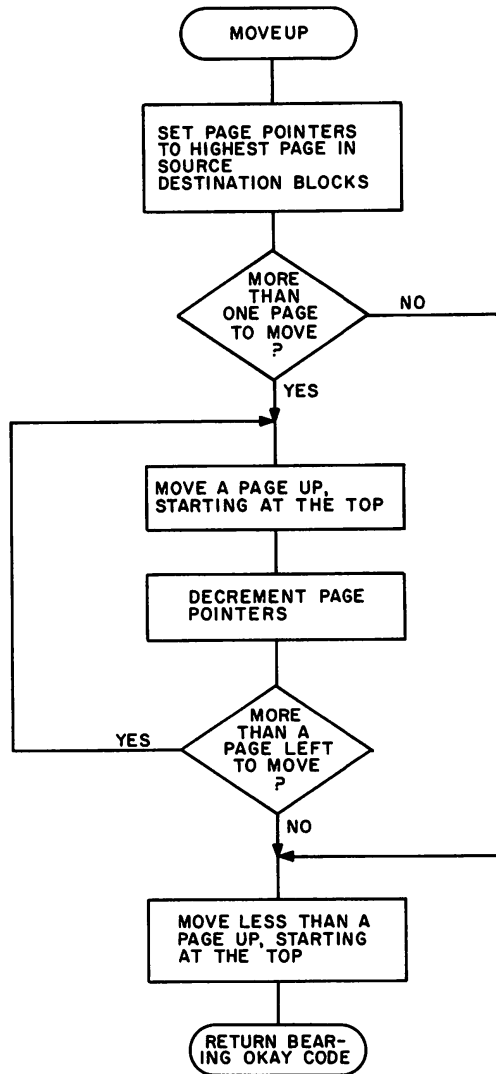 MOVEUP
SET PAGE POINTERS
TO HIGHEST PAGE IN
SOURCE
DESTINATION BLOCKS
MORE
THAN
ONE PAGE
TO MOVE
?
NO
YES
MOVE A PAGE UP,
STARTING AT THE TOP
DECREMENT PAGE
POINTERS
MORE
THAN A
PAGE LEFT
TO MOVE
?
YES
NO
MOVE LESS THAN A
PAGE UP, STARTING
AT THE TOP
RETURN BEAR-
ING OKAY CODE